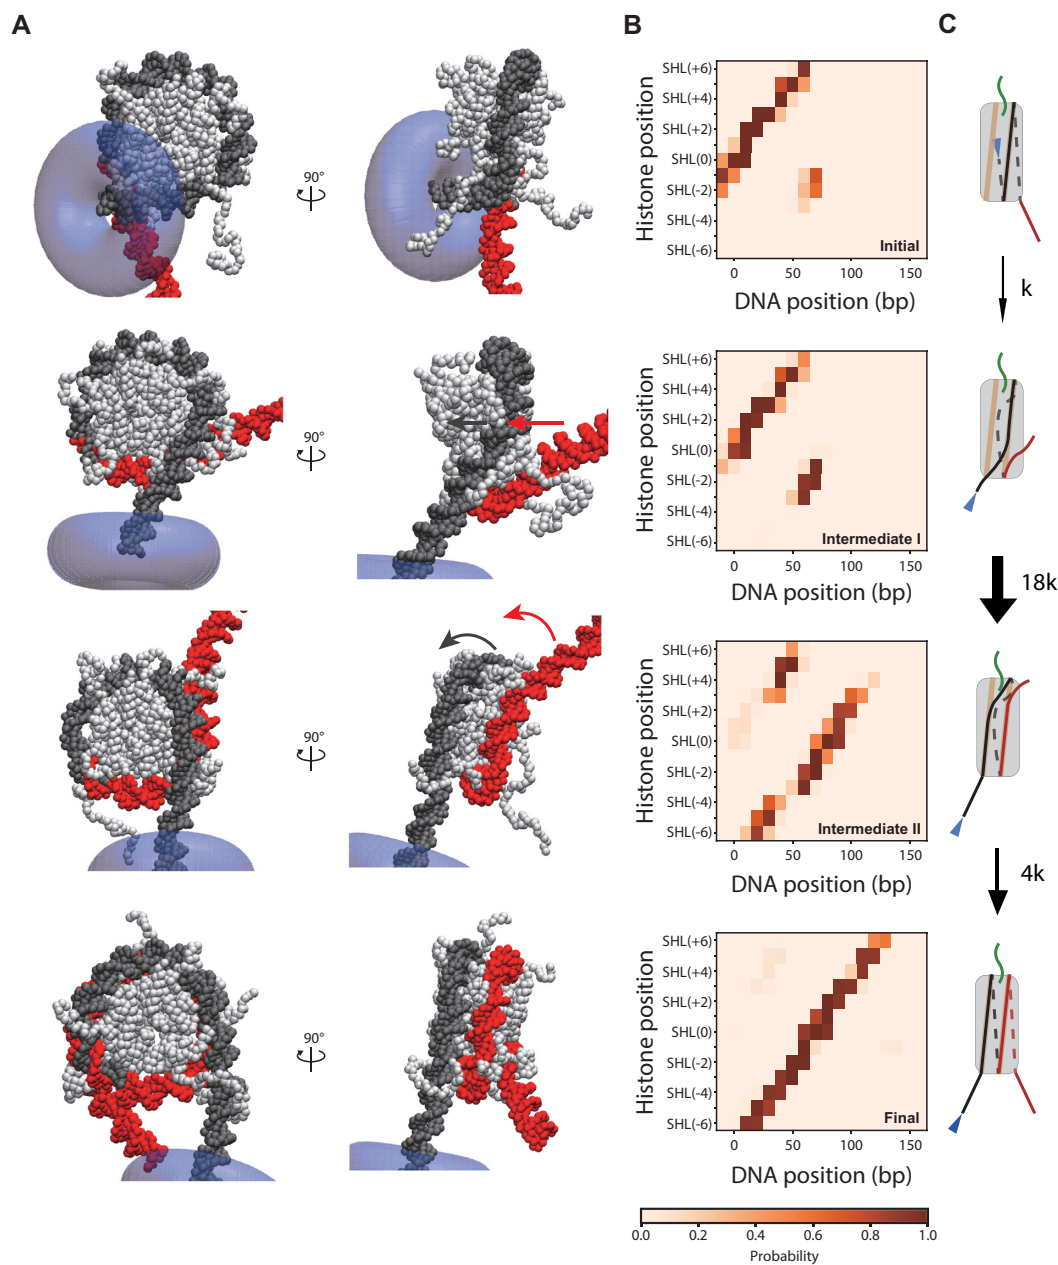 A
B
C
90°
SHL(+6)
SHL(+4)
SHL(+2)
SHL(0)
SHL(-2)
SHL(-4)
SHL(-6)
Histone position
Initial
0
50
100
150
DNA position (bp)
k
90°
SHL(+6)
SHL(+4)
SHL(+2)
SHL(0)
SHL(-2)
SHL(-4)
SHL(-6)
Histone position
Intermediate I
0
50
100
150
DNA position (bp)
18k
90°
SHL(+6)
SHL(+4)
SHL(+2)
SHL(0)
SHL(-2)
SHL(-4)
SHL(-6)
Histone position
Intermediate II
0
50
100
150
DNA position (bp)
4k
90°
SHL(+6)
SHL(+4)
SHL(+2)
SHL(0)
SHL(-2)
SHL(-4)
SHL(-6)
Histone position
Final
0
50
100
150
DNA position (bp)
0.0
0.2
0.4
0.6
0.8
1.0
Probability